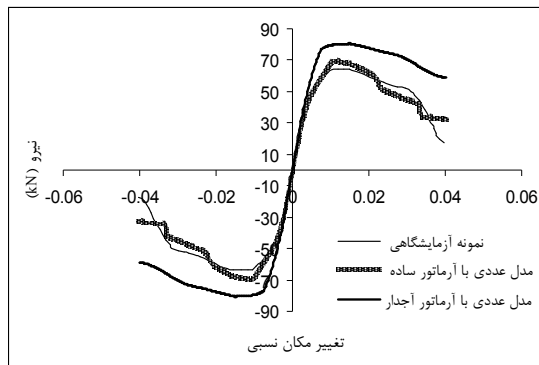 90
70
50
30
10
-10
-30
-50
-70
-90
-0.06 -0.04 -0.02 0 0.02 0.04 0.06
نیرو (kN)
نمونه آزمایشگاهی
مدل عددی با آرماتور ساده
مدل عددی با آرماتور آجدار
تغییر مکان نسبی